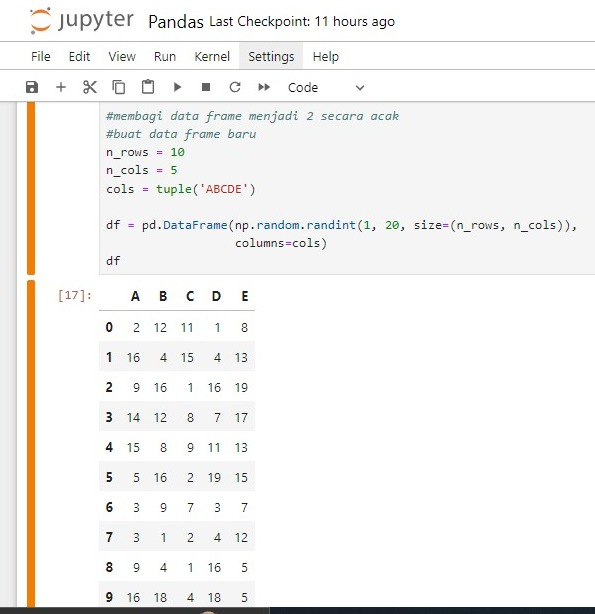 jupyter Pandas Last Checkpoint: 11 hours ago
File Edit View Run Kernel Settings Help
Code
#membagi data frame menjadi 2 secara acak
#buat data frame baru
n_rows = 10
n_cols = 5
cols = tuple('ABCDE')
df = pd.DataFrame(np.random.randint(1, 20, size=(n_rows, n_cols)),
columns=cols)
df
[17]:
A B C D E
0 2 12 11 1 8
1 16 4 15 4 13
2 9 16 1 16 19
3 14 12 8 7 17
4 15 8 9 11 13
5 5 16 2 19 15
6 3 9 7 3 7
7 3 1 2 4 12
8 9 4 1 16 5
9 16 18 4 18 5